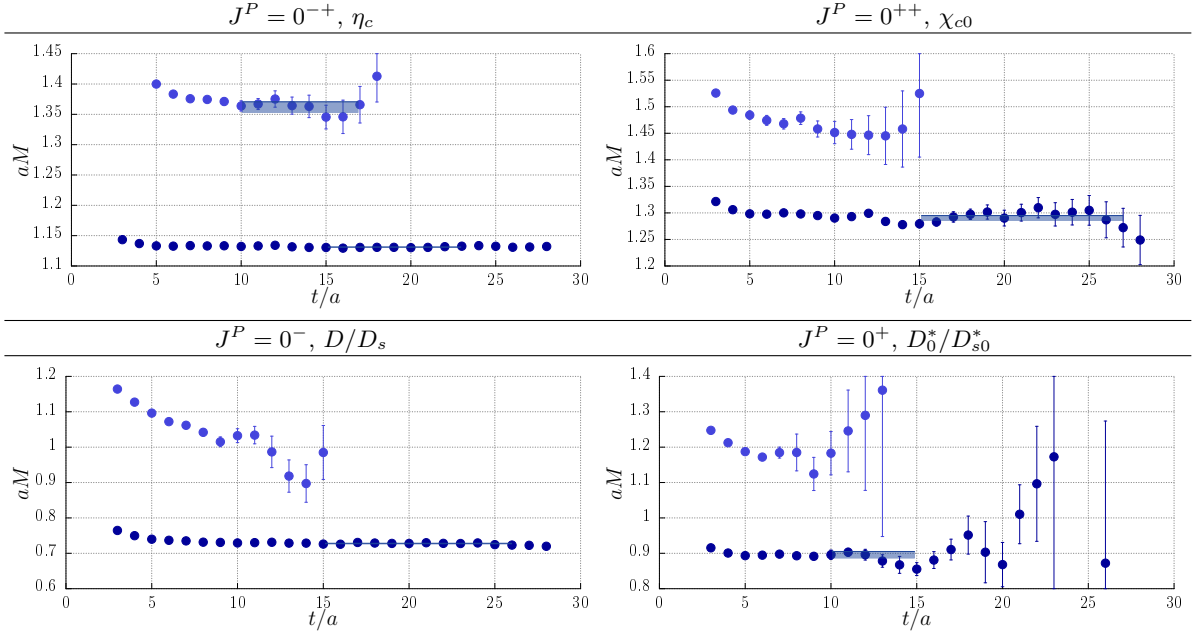 J^P = 0^{-+}, η_c
J^P = 0^{++}, χ_{c0}
1.45
1.4
1.35
1.3
1.25
1.2
1.15
1.1
aM
0 5 10 15 20 25 30
t/a
1.6
1.55
1.5
1.45
1.4
1.35
1.3
1.25
1.2
aM
0 5 10 15 20 25 30
t/a
J^P = 0^-, D/D_s
J^P = 0^+, D_0^*/D_{s0}^*
1.2
1.1
1
0.9
0.8
0.7
0.6
aM
0 5 10 15 20 25 30
t/a
1.4
1.3
1.2
1.1
1
0.9
0.8
aM
0 5 10 15 20 25 30
t/a